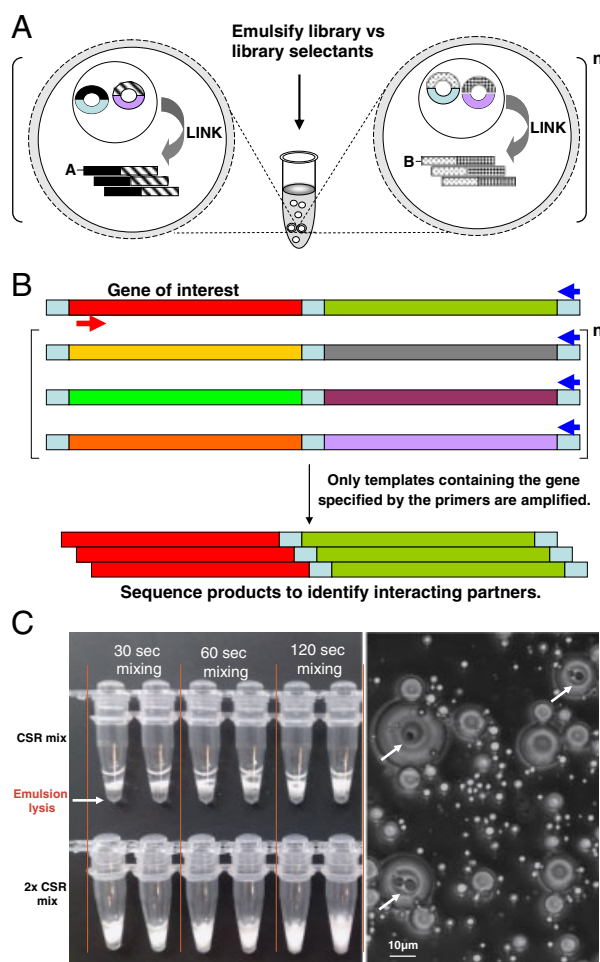 A
Emulsify library vs
library selectants
n
LINK
LINK
A
B
B
Gene of interest
n
Only templates containing the gene
specified by the primers are amplified.
Sequence products to identify interacting partners.
C
30 sec
mixing
60 sec
mixing
120 sec
mixing
CSR mix
Emulsion
lysis
2x CSR
mix
10µm